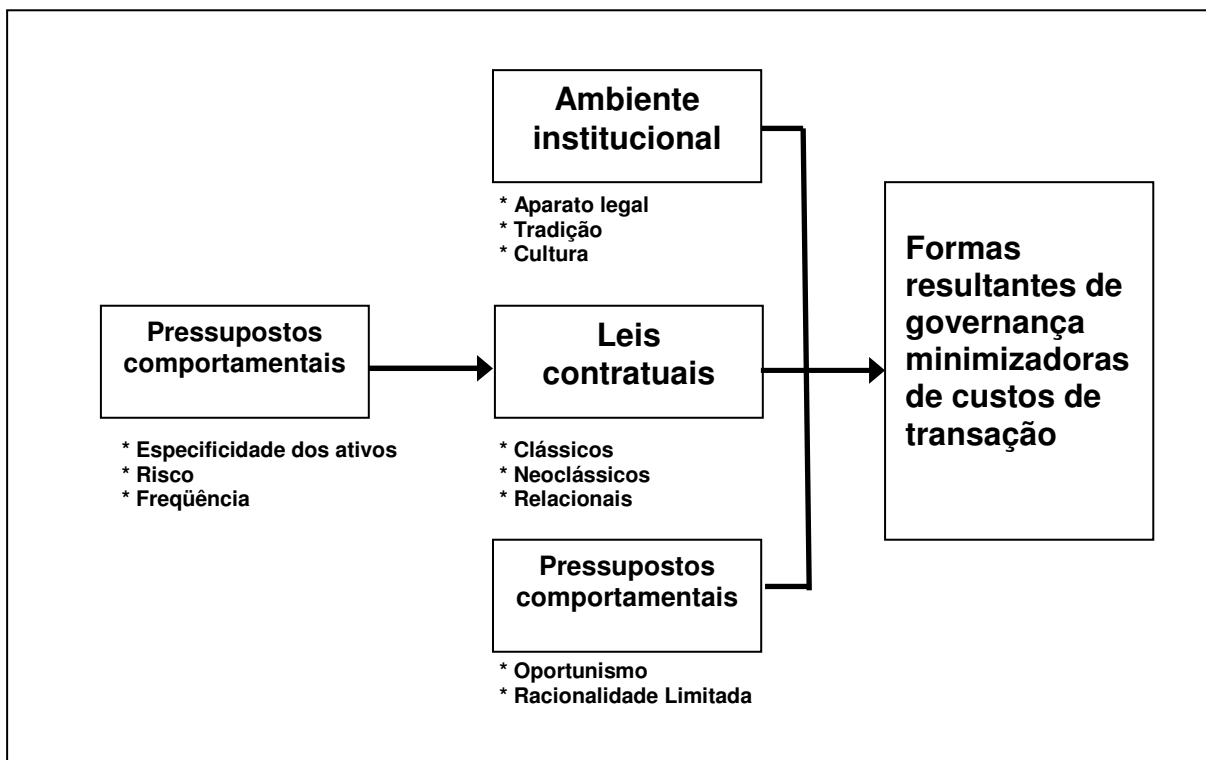 Ambiente
institucional
* Aparato legal
* Tradição
* Cultura
Pressupostos
comportamentais
* Especificidade dos ativos
* Risco
* Freqüência
Leis
contratuais
* Clássicos
* Neoclássicos
* Relacionais
Pressupostos
comportamentais
* Oportunismo
* Racionalidade Limitada
Formas
resultantes de
governança
minimizadoras
de custos de
transação